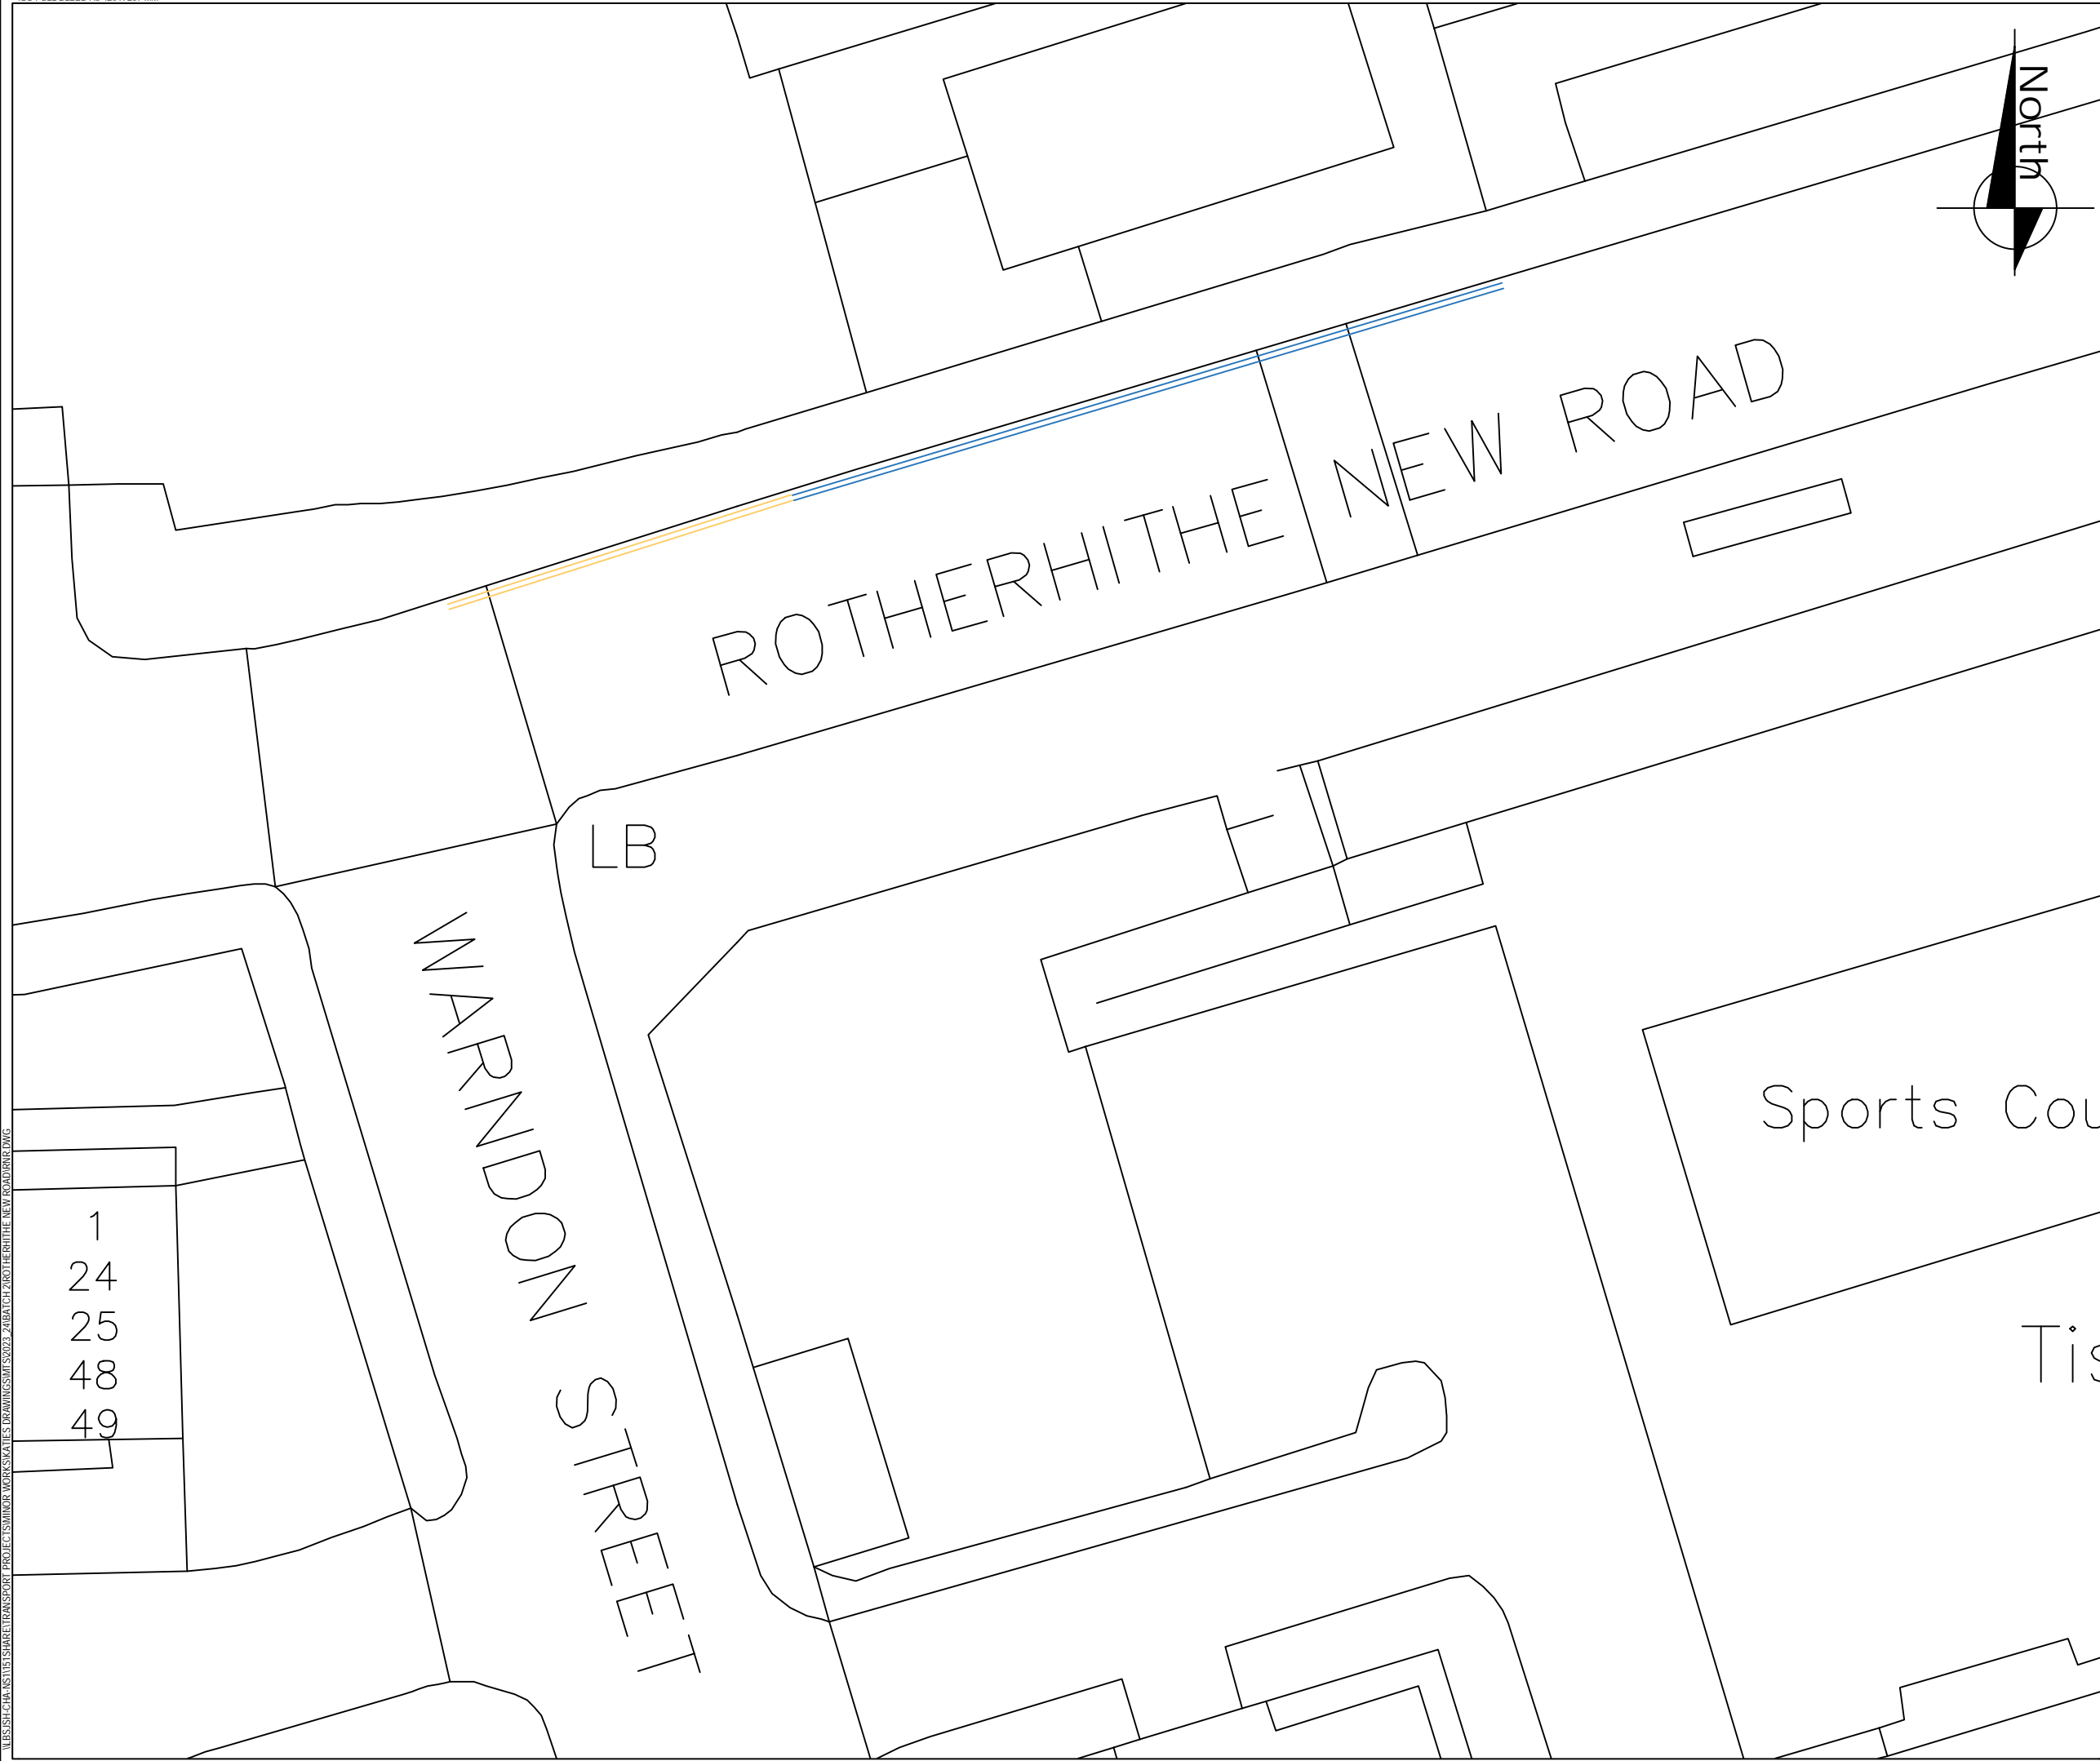 North
ROTHERHITHE NEW ROAD
LB
WARNDON STREET
Sports Cou
Tis
1
24
25
48
49